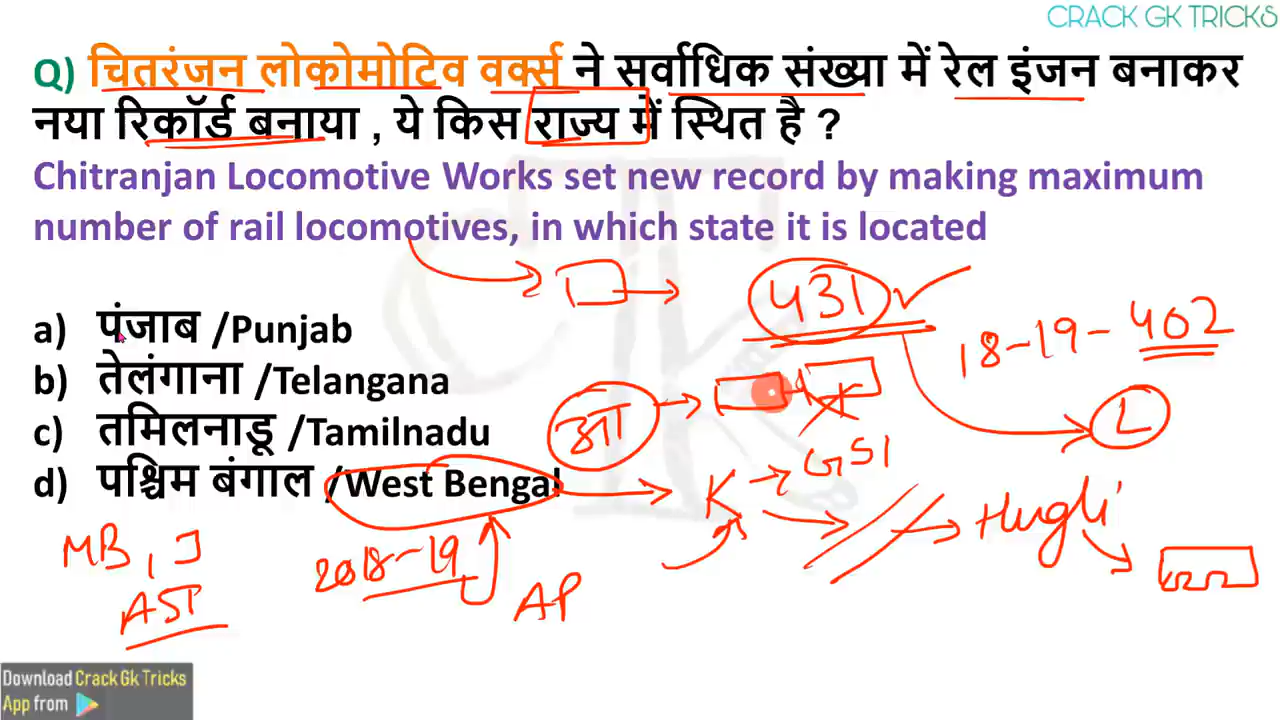 CRACK GK TRICKS
Q) चितरंजन लोकोमोटिव वर्क्स ने सर्वाधिक संख्या में रेल इंजन बनाकर
नया रिकॉर्ड बनाया , ये किस राज्य में स्थित है ?
Chitranjan Locomotive Works set new record by making maximum
number of rail locomotives, in which state it is located
431
18-19-402
a) पंजाब /Punjab
b) तेलंगाना /Telangana
L
c) तमिलनाडू /Tamilnadu
GSI
d) पश्चिम बंगाल /West Bengal
K
Hugli
MB,
2018-19
AP
Download Crack Gk Tricks
App from